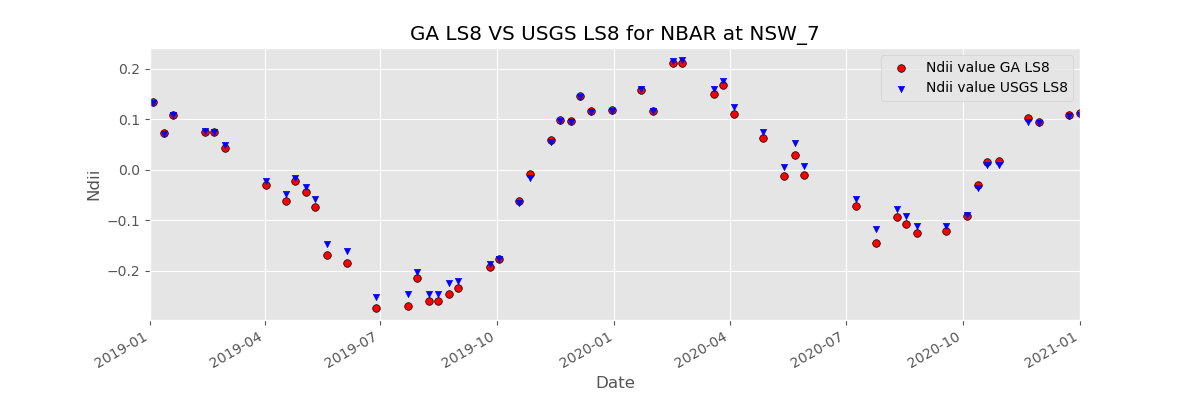 GA LS8 VS USGS LS8 for NBAR at NSW_7
Ndii value GA LS8
Ndii value USGS LS8
0.2
0.1
0.0
−0.1
−0.2
Ndii
2019-01
2019-04
2019-07
2019-10
2020-01
2020-04
2020-07
2020-10
2021-01
Date